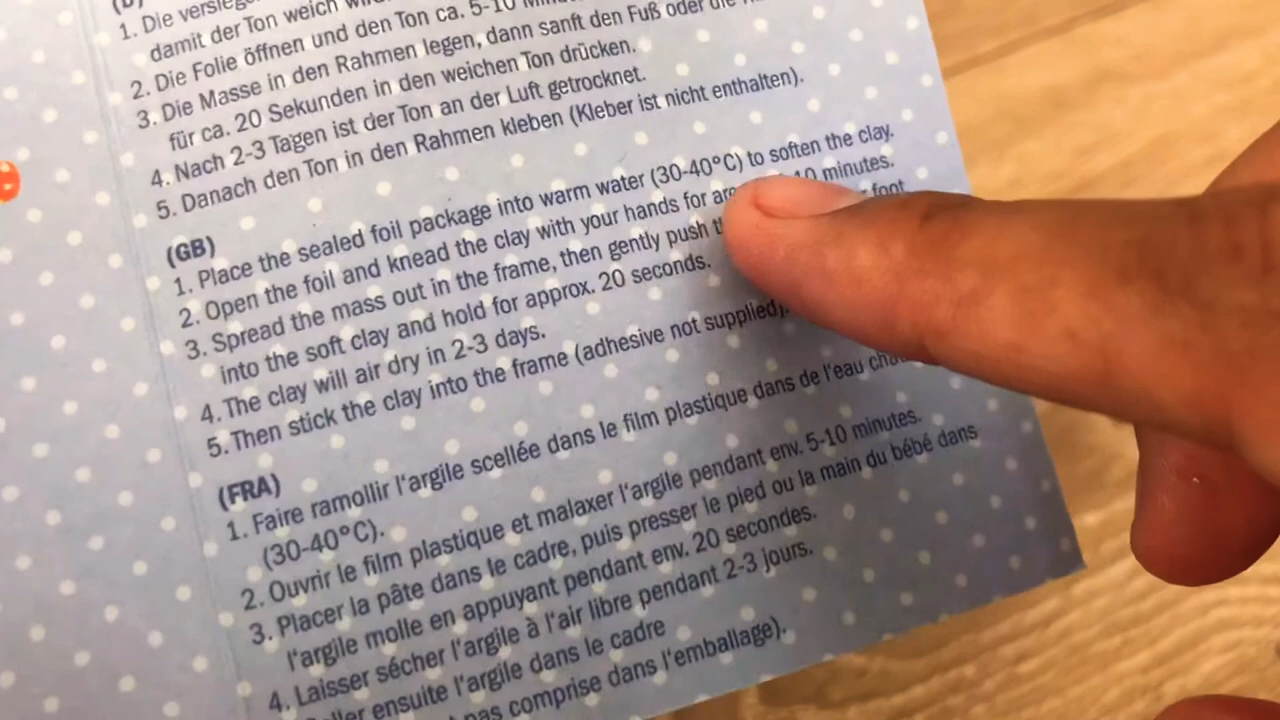 (D)
1. Die
damit der Ton weich
2. Die Folie öffnen und den Ton ca. 5-10
3. Die Masse in den Rahmen legen, dann sanft den Fuß oder die
für ca. 20 Sekunden in den weichen Ton drücken.
4. Nach 2-3 Tagen ist der Ton an der Luft getrocknet.
5. Danach den Ton in den Rahmen kleben (Kleber ist nicht enthalten).
(GB)
1. Place the sealed foil package into warm water (30-40°C) to soften the clay.
2. Open the foil and knead the clay with your hands for 10 minutes.
3. Spread the mass out in the frame, then gently push foot
into the soft clay and hold for approx. 20 seconds.
4. The clay will air dry in 2-3 days.
5. Then stick the clay into the frame (adhesive not supplied).
(FRA)
1. Faire ramollir l'argile scellée dans le film plastique dans de l'eau
(30-40°C).
2. Ouvrir le film plastique et malaxer l'argile pendant env. 5-10 minutes.
3. Placer la pâte dans le cadre, puis presser le pied ou la main du bébé dans
l'argile molle en appuyant pendant env. 20 secondes.
4. Laisser sécher l'argile à l'air libre pendant 2-3 jours.
ensuite l'argile dans le cadre
pas comprise dans l'emballage).